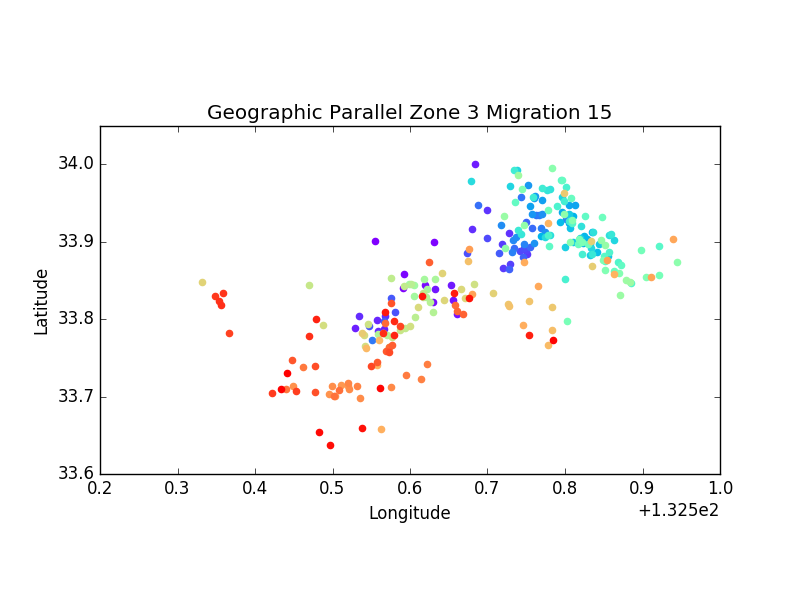 Geographic Parallel Zone 3 Migration 15
34.0
33.9
33.8
33.7
33.6
Latitude
0.2 0.3 0.4 0.5 0.6 0.7 0.8 0.9 1.0
+1.325e2
Longitude